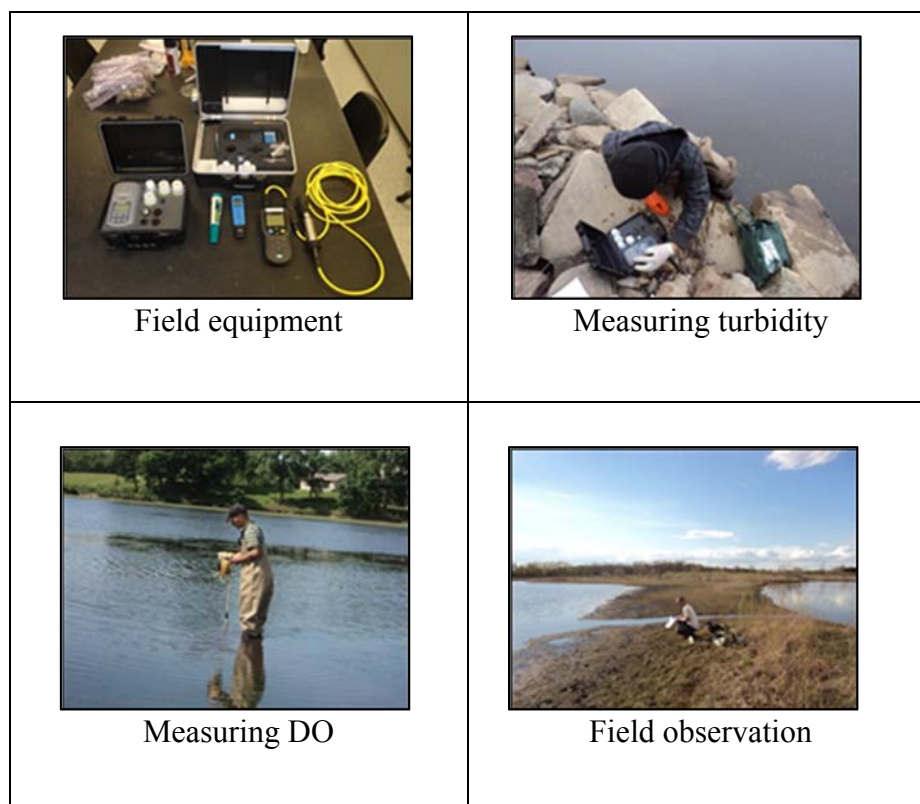 Field equipment
Measuring turbidity
Measuring DO
Field observation